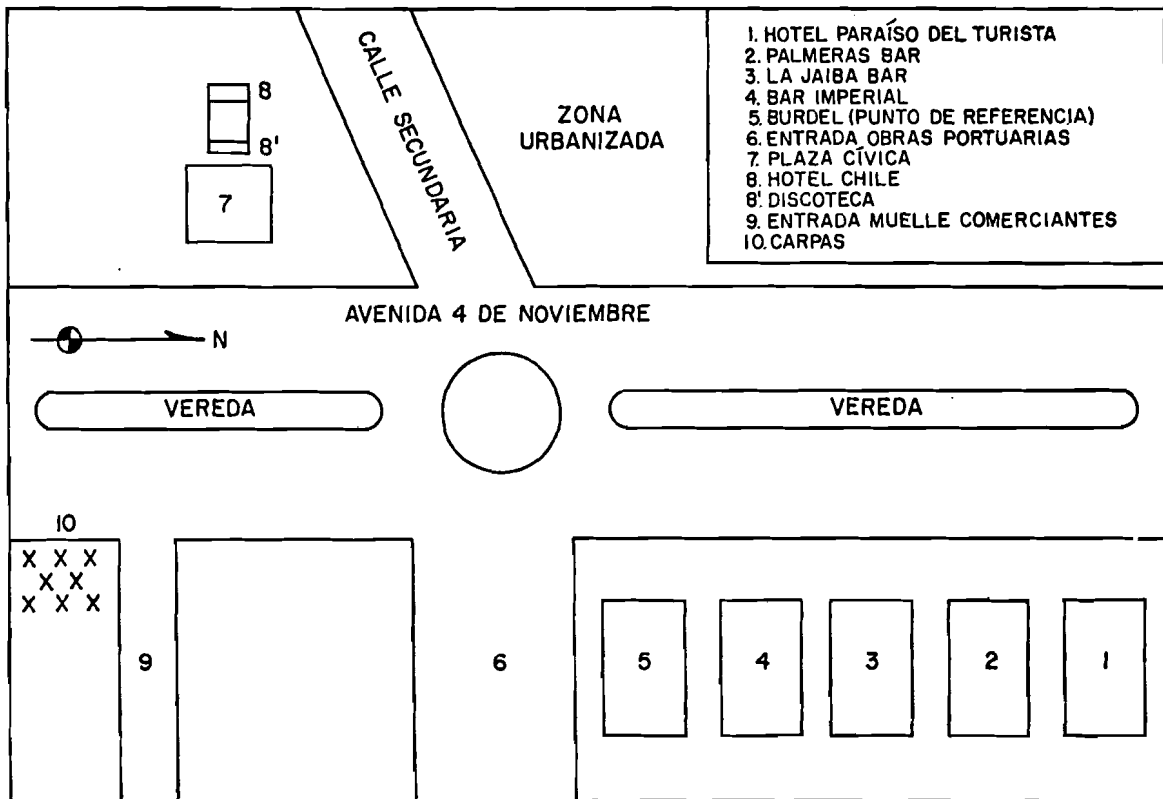 CALLE SECUNDARIA
8
8'
7
ZONA
URBANIZADA
1. HOTEL PARAÍSO DEL TURISTA
2. PALMERAS BAR
3. LA JAIBA BAR
4. BAR IMPERIAL
5. BURDEL (PUNTO DE REFERENCIA)
6. ENTRADA OBRAS PORTUARIAS
7. PLAZA CÍVICA
8. HOTEL CHILE
8'. DISCOTECA
9. ENTRADA MUELLE COMERCIANTES
10. CARPAS
AVENIDA 4 DE NOVIEMBRE
N
VEREDA
VEREDA
10
X X X
X X
X X X
9
6
5
4
3
2
1